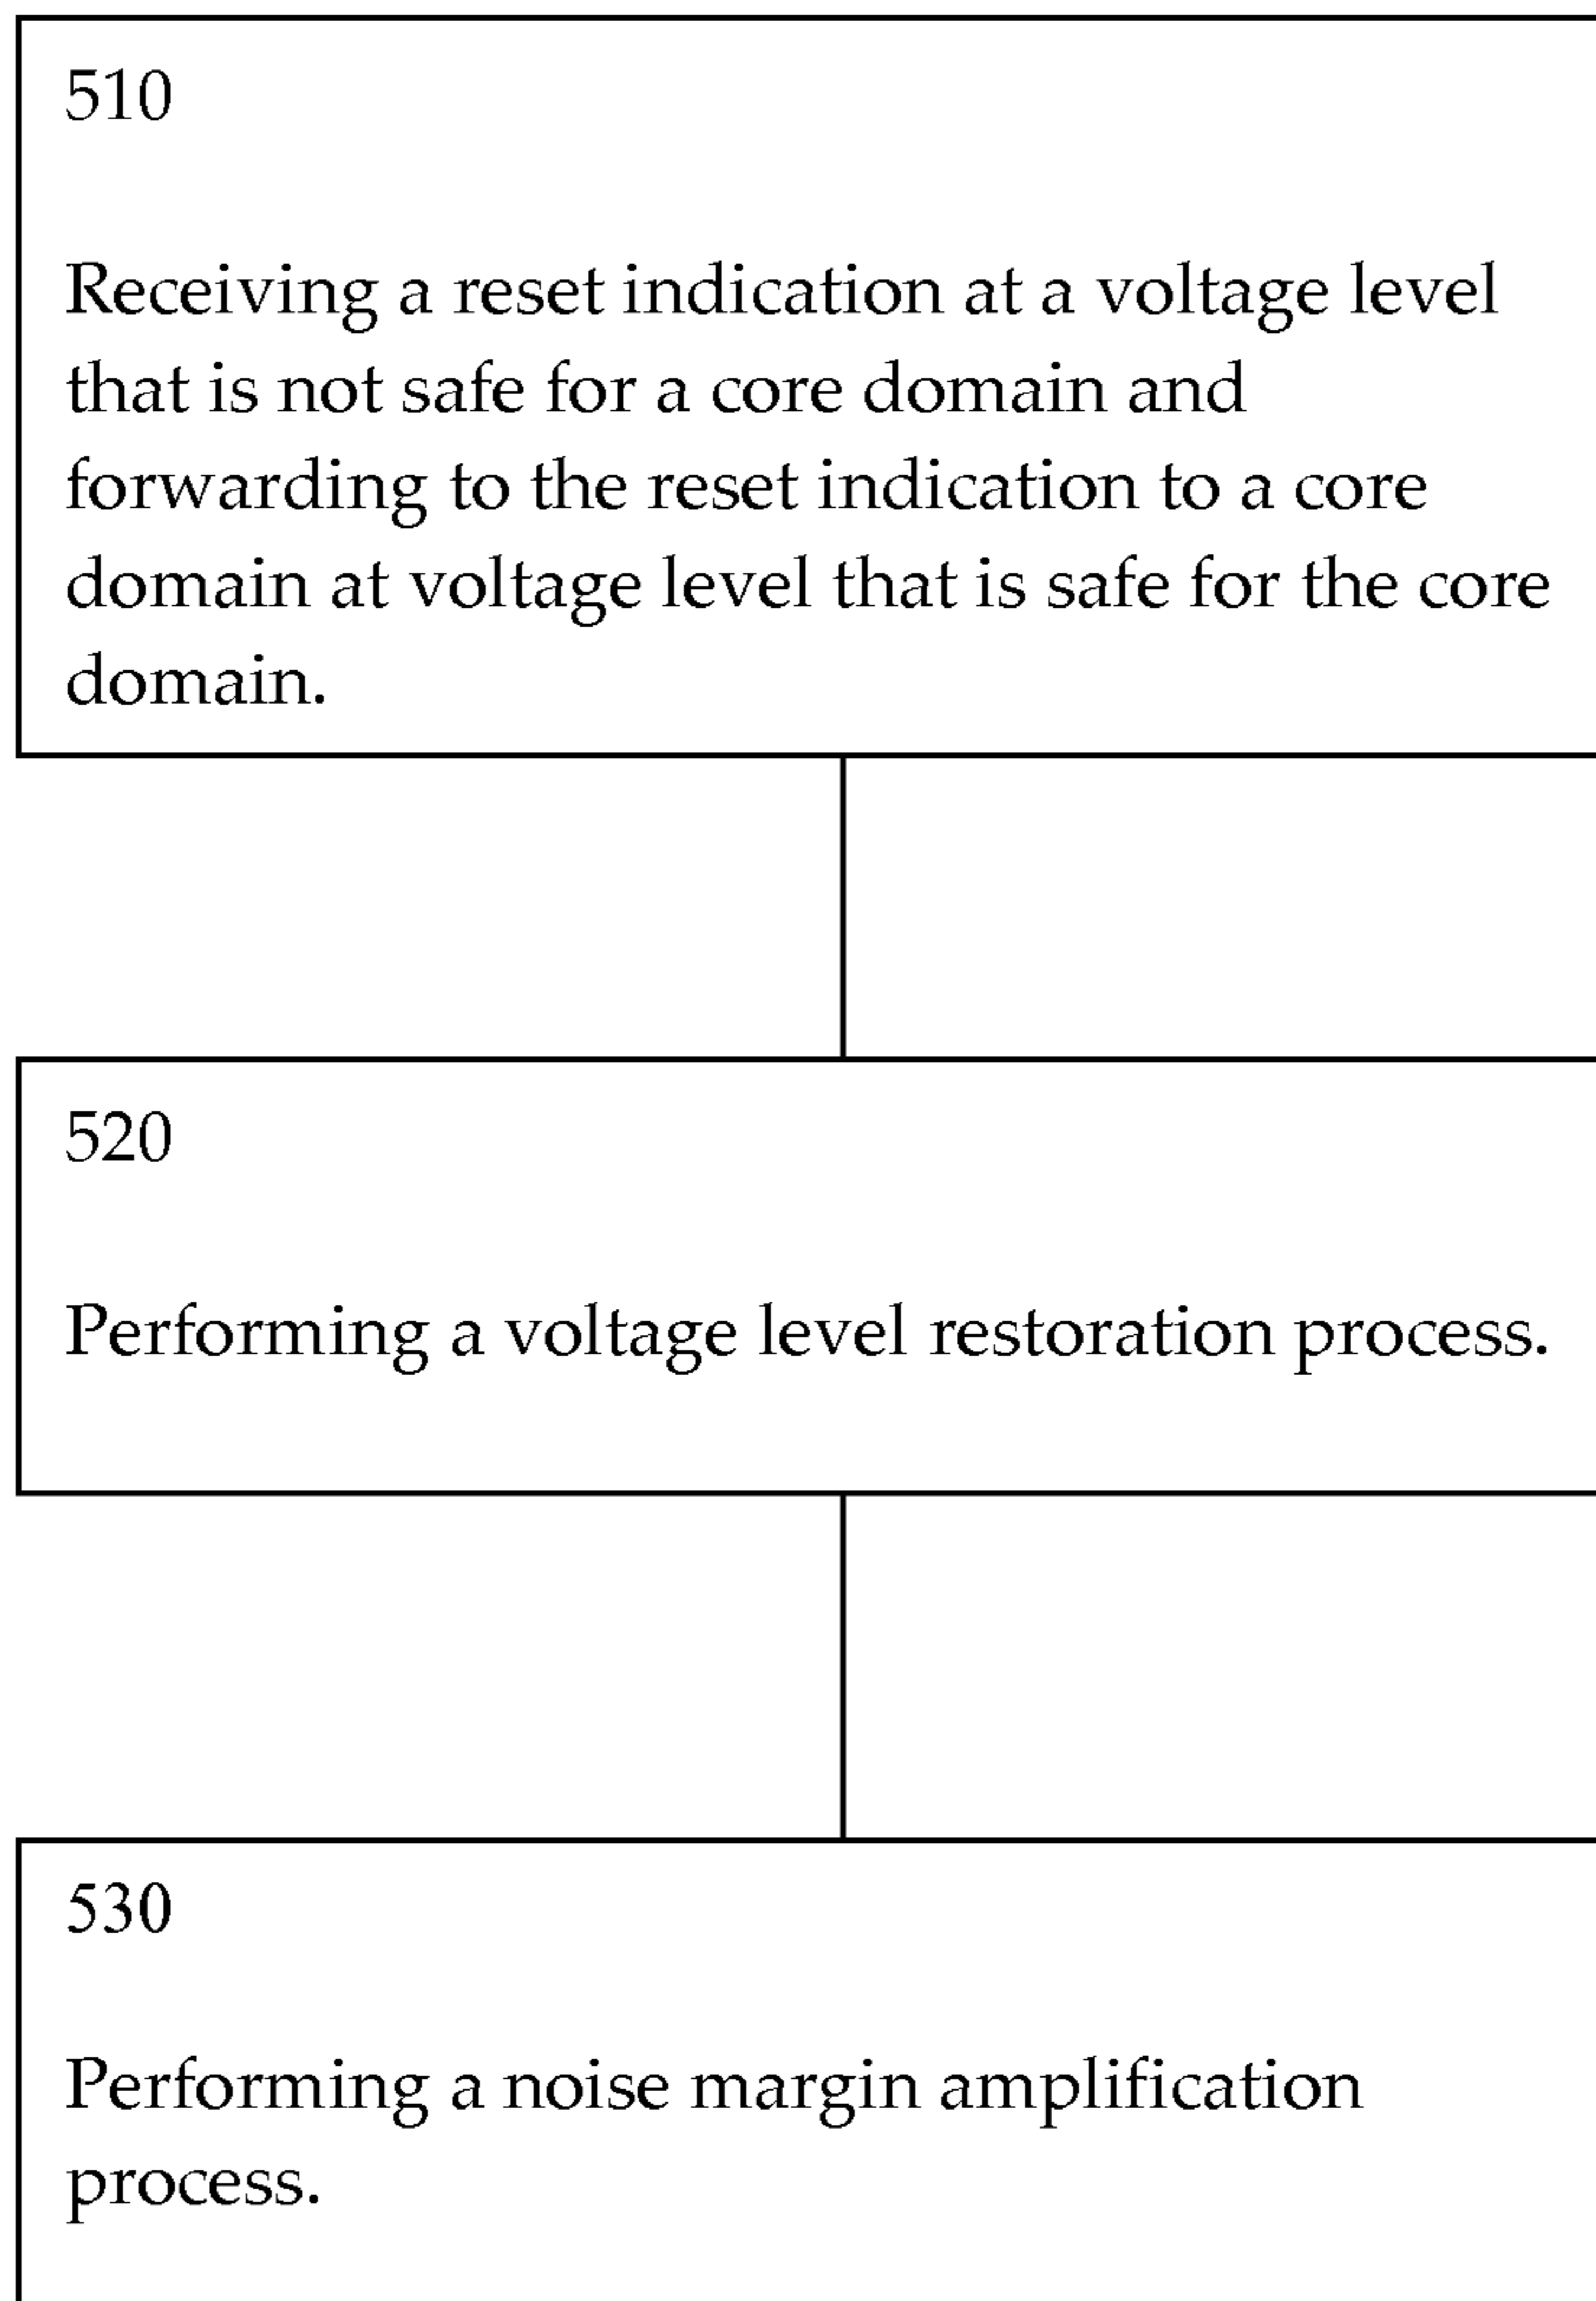 510
Receiving a reset indication at a voltage level
that is not safe for a core domain and
forwarding to the reset indication to a core
domain at voltage level that is safe for the core
domain.
520
Performing a voltage level restoration process.
530
Performing a noise margin amplification
process.